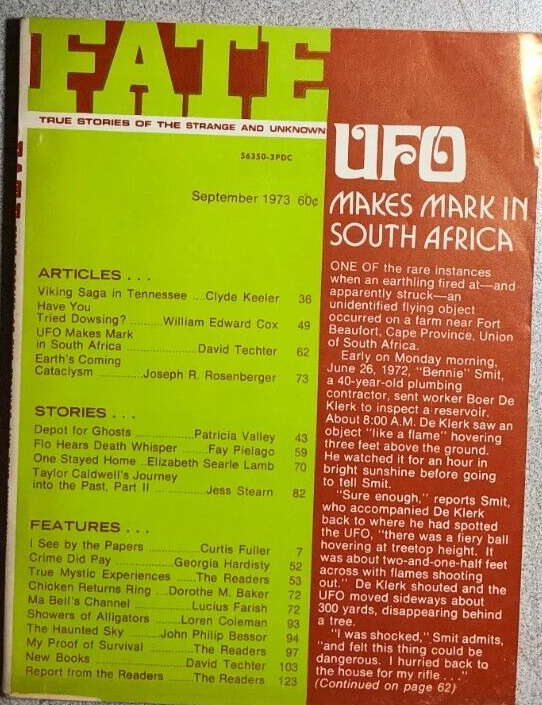 FATE
TRUE STORIES OF THE STRANGE AND UNKNOWN
56350-3PDC
September 1973 60¢
ARTICLES . . .
Viking Saga in Tennessee ....Clyde Keeler 36
Have You
Tried Dowsing? ..........William Edward Cox 49
UFO Makes Mark
in South Africa ....................David Techter 62
Earth's Coming
Cataclysm ............Joseph R. Rosenberger 73
STORIES . . .
Depot for Ghosts ..............Patricia Valley 43
Flo Hears Death Whisper ........Fay Pielago 59
One Stayed Home ..Elizabeth Searle Lamb 70
Taylor Caldwell's Journey
into the Past, Part II ............Jess Stearn 82
FEATURES . . .
I See by the Papers ............Curtis Fuller 7
Crime Did Pay ..............Georgia Hardisty 52
True Mystic Experiences ......The Readers 53
Chicken Returns Ring ..Dorothe M. Baker 72
Ma Bell's Channel ................Lucius Farish 72
Showers of Alligators ........Loren Coleman 93
The Haunted Sky ........John Philip Bessor 94
My Proof of Survival ............The Readers 97
New Books ........................David Techter 103
Report from the Readers ....The Readers 123
UFO
MAKES MARK IN
SOUTH AFRICA
ONE OF the rare instances
when an earthling fired at—and
apparently struck—an
unidentified flying object
occurred on a farm near Fort
Beaufort, Cape Province, Union
of South Africa.
Early on Monday morning,
June 26, 1972, "Bennie" Smit,
a 40-year-old plumbing
contractor, sent worker Boer De
Klerk to inspect a reservoir.
About 8:00 A.M. De Klerk saw an
object "like a flame" hovering
three feet above the ground.
He watched it for an hour in
bright sunshine before going
to tell Smit.
"Sure enough," reports Smit,
who accompanied De Klerk
back to where he had spotted
the UFO, "there was a fiery ball
hovering at treetop height. It
was about two-and-one-half feet
across with flames shooting
out." De Klerk shouted and the
UFO moved sideways about
300 yards, disappearing behind
a tree.
"I was shocked," Smit admits,
"and felt this thing could be
dangerous. I hurried back to
the house for my rifle . . ."
(Continued on page 62)